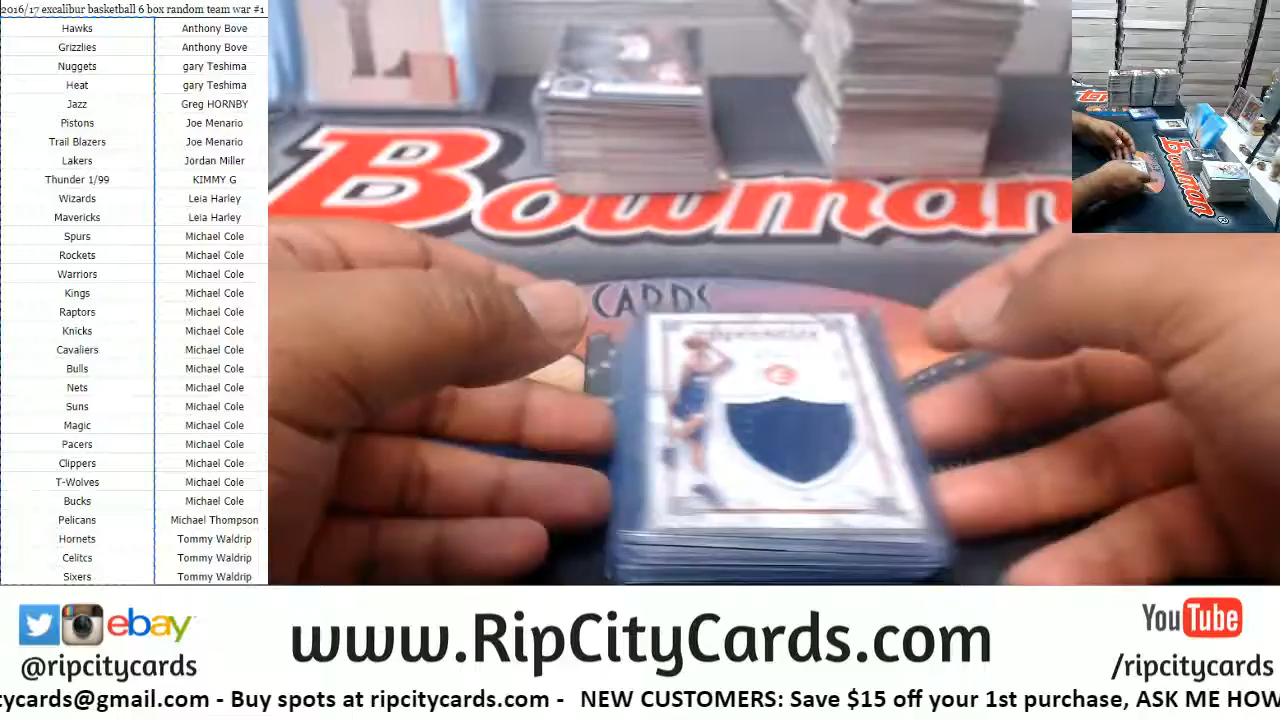 2016/17 excalibur basketball 6 box random team war #1
Hawks Anthony Bove
Grizzlies Anthony Bove
Nuggets gary Teshima
Heat gary Teshima
Jazz Greg HORNBY
Pistons Joe Menario
Trail Blazers Joe Menario
Lakers Jordan Miller
Thunder 1/99 KIMMY G
Wizards Leia Harley
Mavericks Leia Harley
Spurs Michael Cole
Rockets Michael Cole
Warriors Michael Cole
Kings Michael Cole
Raptors Michael Cole
Knicks Michael Cole
Cavaliers Michael Cole
Bulls Michael Cole
Nets Michael Cole
Suns Michael Cole
Magic Michael Cole
Pacers Michael Cole
Clippers Michael Cole
T-Wolves Michael Cole
Bucks Michael Cole
Pelicans Michael Thompson
Hornets Tommy Waldrip
Celitcs Tommy Waldrip
Sixers Tommy Waldrip
Bowman
CARDS
Bowman
ebay
@ripcitycards
www.RipCityCards.com
YouTube
/ripcitycards
tycards@gmail.com - Buy spots at ripcitycards.com - NEW CUSTOMERS: Save $15 off your 1st purchase, ASK ME HOW